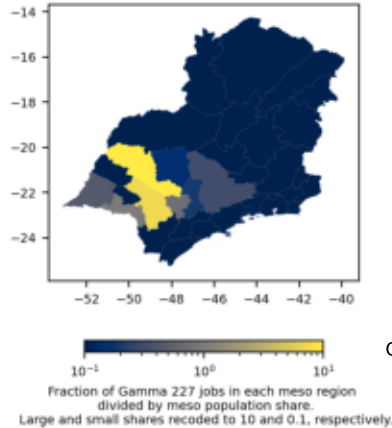 −14
−16
−18
−20
−22
−24
−52 −50 −48 −46 −44 −42 −40
10⁻¹ 10⁰ 10¹
Fraction of Gamma 227 jobs in each meso region
divided by meso population share.
Large and small shares recoded to 10 and 0.1, respectively,